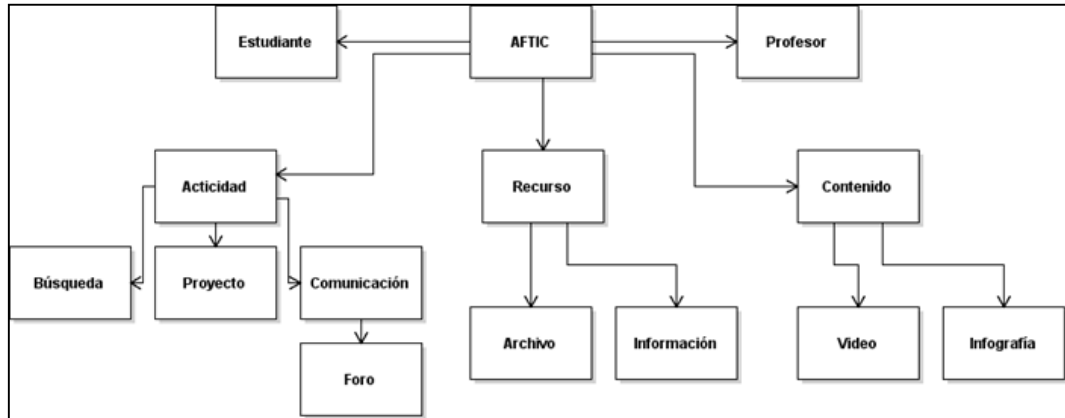 Estudiante
AFTIC
Profesor
Acticidad
Recurso
Contenido
Búsqueda
Proyecto
Comunicación
Archivo
Información
Video
Infografía
Foro